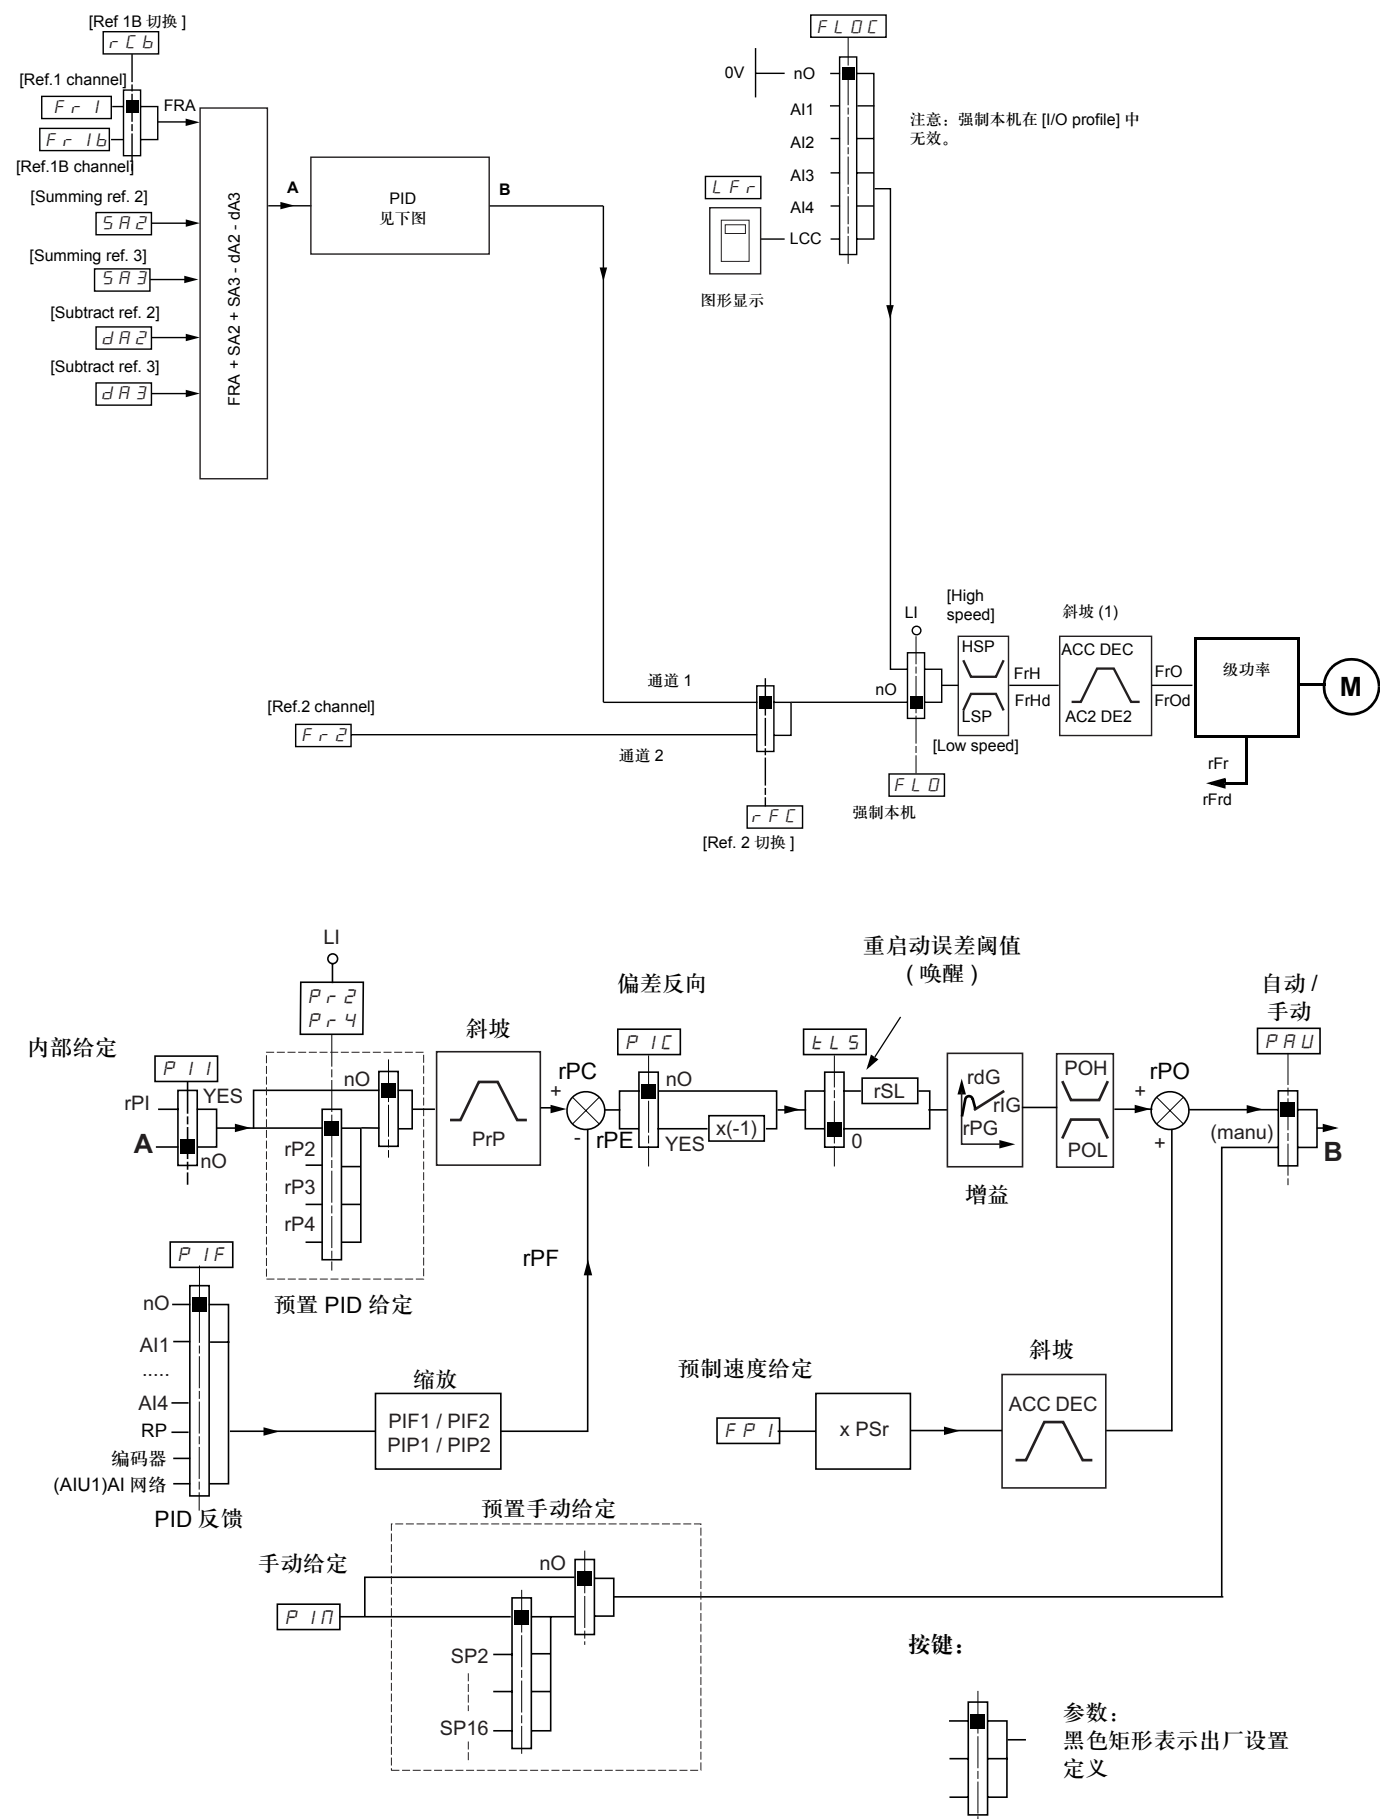 [Ref 1B 切换 ]
rCb
[Ref.1 channel]
Fr1
FRA
Fr1b
[Ref.1B channel]
[Summing ref. 2]
SA2
[Summing ref. 3]
SA3
[Subtract ref. 2]
dA2
[Subtract ref. 3]
dA3
FRA + SA2 + SA3 - dA2 - dA3
A
PID
见下图
B
FLOC
0V
nO
AI1
AI2
AI3
AI4
LCC
LFr
图形显示
注意：强制本机在 [I/O profile] 中
无效。
通道 1
[Ref.2 channel]
Fr2
通道 2
rFC
[Ref. 2 切换 ]
LI
nO
FLO
强制本机
[High
speed]
HSP
LSP
[Low speed]
FrH
FrHd
斜坡 (1)
ACC DEC
AC2 DE2
FrO
FrOd
级功率
M
rFr
rFrd
LI
Pr2
Pr4
内部给定
PII
rPI
YES
A
nO
nO
rP2
rP3
rP4
预置 PID 给定
斜坡
PrP
rPC
+
-
rPE
rPF
偏差反向
PIC
nO
YES
x(-1)
重启动误差阈值
( 唤醒 )
tLS
rSL
0
rdG
rIG
rPG
增益
POH
POL
rPO
+
+
自动 /
手动
PAU
(manu)
B
PIF
nO
AI1
.....
AI4
RP
编码器
(AIU1)AI 网络
PID 反馈
缩放
PIF1 / PIF2
PIP1 / PIP2
预制速度给定
FPI
x PSr
斜坡
ACC DEC
预置手动给定
手动给定
PIM
nO
SP2
SP16
按键：
参数：
黑色矩形表示出厂设置
定义